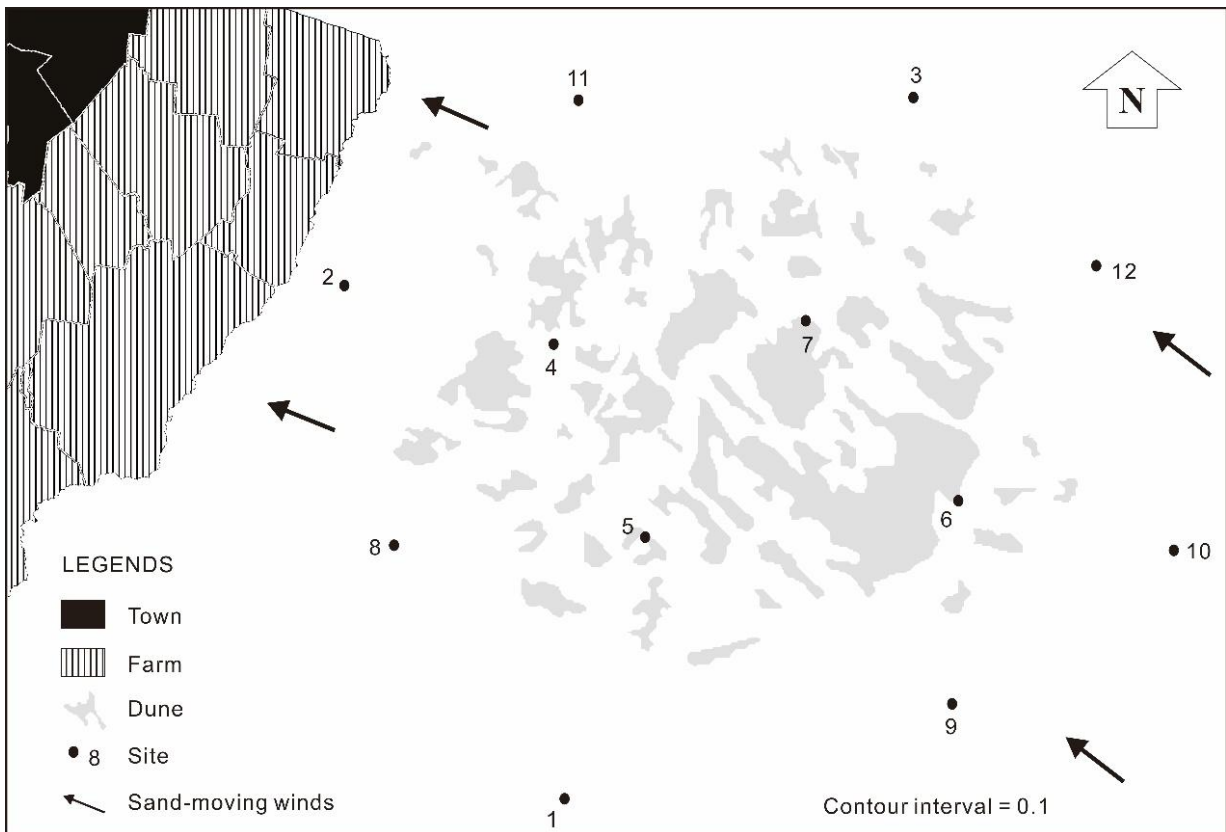 11
3
N
2
12
4
7
5
6
8
10
LEGENDS
Town
Farm
Dune
8 Site
Sand-moving winds
9
1
Contour interval = 0.1